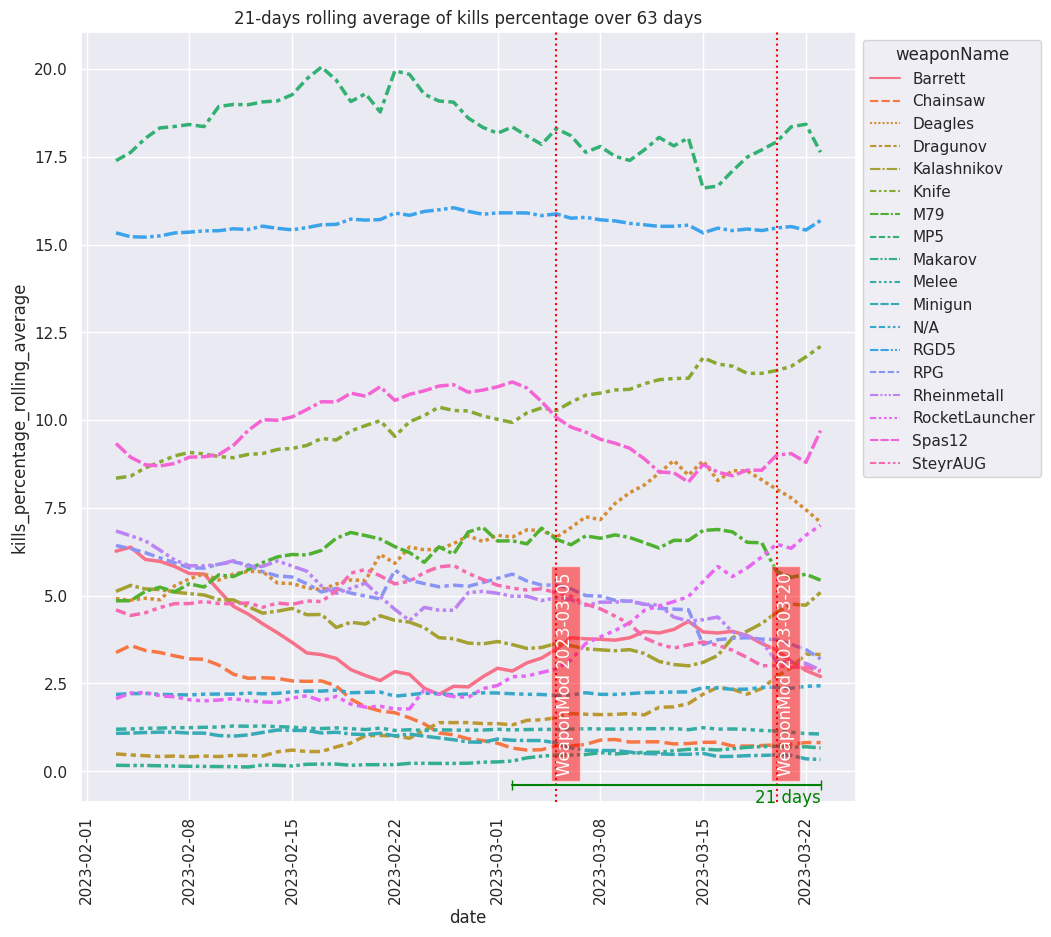 21-days rolling average of kills percentage over 63 days
kills_percentage_rolling_average
20.0
17.5
15.0
12.5
10.0
7.5
5.0
2.5
0.0
WeaponMod 2023-03-05
WeaponMod 2023-03-20
21 days
2023-02-01
2023-02-08
2023-02-15
2023-02-22
2023-03-01
2023-03-08
2023-03-15
2023-03-22
date
weaponName
Barrett
Chainsaw
Deagles
Dragunov
Kalashnikov
Knife
M79
MP5
Makarov
Melee
Minigun
N/A
RGD5
RPG
Rheinmetall
RocketLauncher
Spas12
SteyrAUG